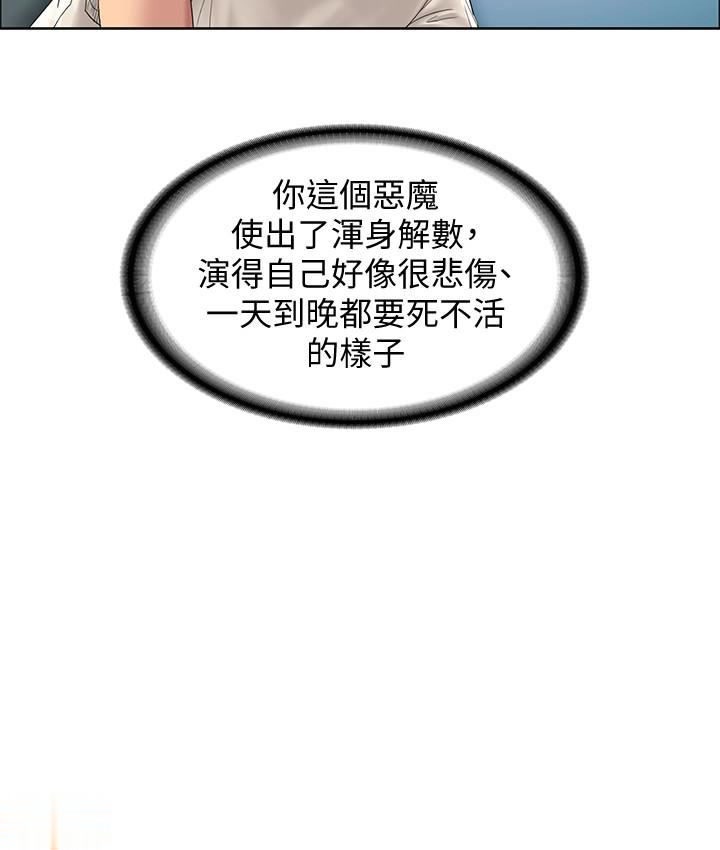 你這個惡魔
使出了渾身解數，
演得自己好像很悲傷、
一天到晚都要死不活
的樣子